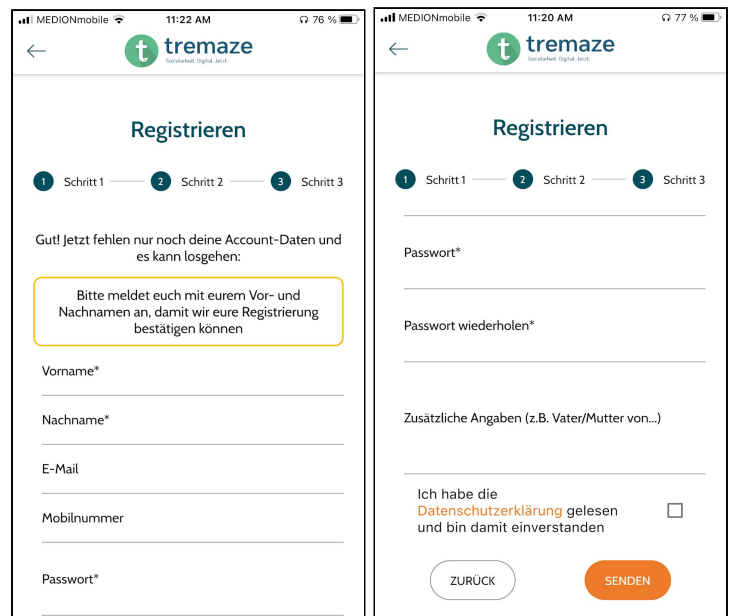 MEDIONmobile 11:22 AM 76 %
t tremaze
Sozialarbeit. Digital. Jetzt.
Registrieren
1 Schritt 1 2 Schritt 2 3 Schritt 3
Gut! Jetzt fehlen nur noch deine Account-Daten und
es kann losgehen:
Bitte meldet euch mit eurem Vor- und
Nachnamen an, damit wir eure Registrierung
bestätigen können
Vorname*
Nachname*
E-Mail
Mobilnummer
Passwort*
MEDIONmobile 11:20 AM 77 %
t tremaze
Sozialarbeit. Digital. Jetzt.
Registrieren
1 Schritt 1 2 Schritt 2 3 Schritt 3
Passwort*
Passwort wiederholen*
Zusätzliche Angaben (z.B. Vater/Mutter von...)
Ich habe die
Datenschutzerklärung gelesen
und bin damit einverstanden
ZURÜCK SENDEN